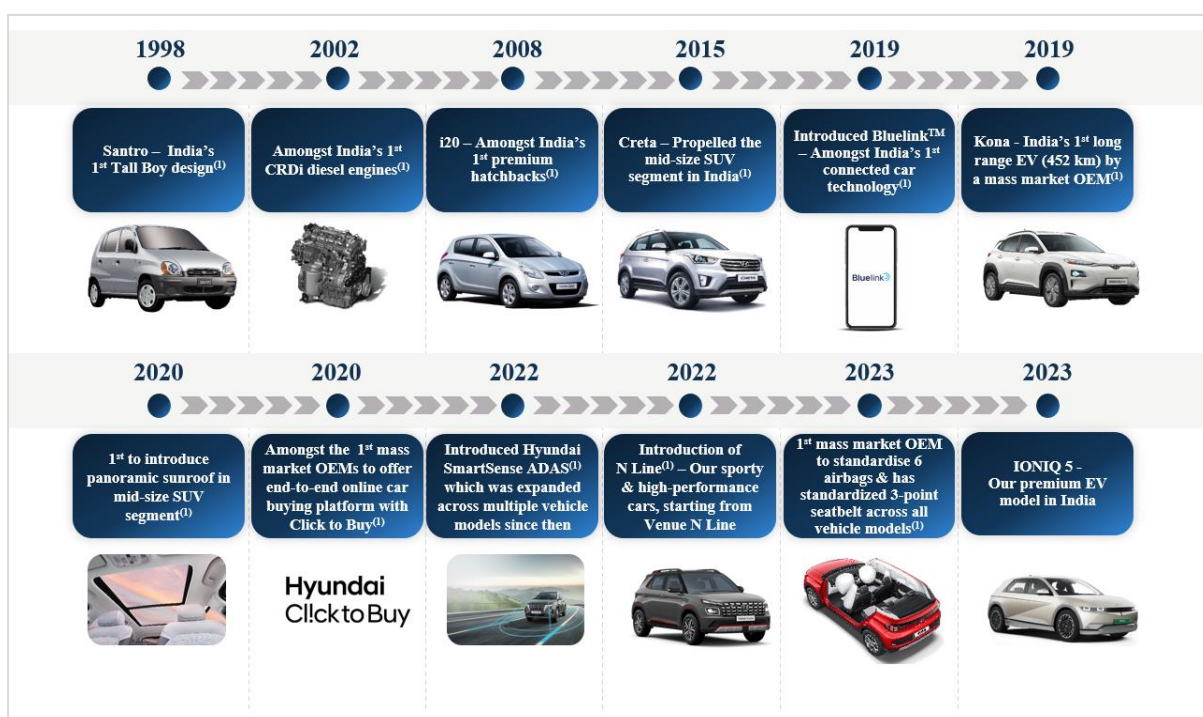 1998 2002 2008 2015 2019 2019
Santro – India's
1st Tall Boy design(1)
Amongst India's 1st
CRDi diesel engines(1)
i20 – Amongst India's
1st premium
hatchbacks(1)
Creta – Propelled the
mid-size SUV
segment in India(1)
Introduced Bluelink™
– Amongst India's 1st
connected car
technology(1)
Kona - India's 1st long
range EV (452 km) by
a mass market OEM(1)
Bluelink
2020 2020 2022 2022 2023 2023
1st to introduce
panoramic sunroof in
mid-size SUV
segment(1)
Amongst the 1st mass
market OEMs to offer
end-to-end online car
buying platform with
Click to Buy(1)
Introduced Hyundai
SmartSense ADAS(1)
which was expanded
across multiple vehicle
models since then
Introduction of
N Line(1) – Our sporty
& high-performance
cars, starting from
Venue N Line
1st mass market OEM
to standardise 6
airbags & has
standardized 3-point
seatbelt across all
vehicle models(1)
IONIQ 5 -
Our premium EV
model in India
Hyundai
Cl!ck to Buy